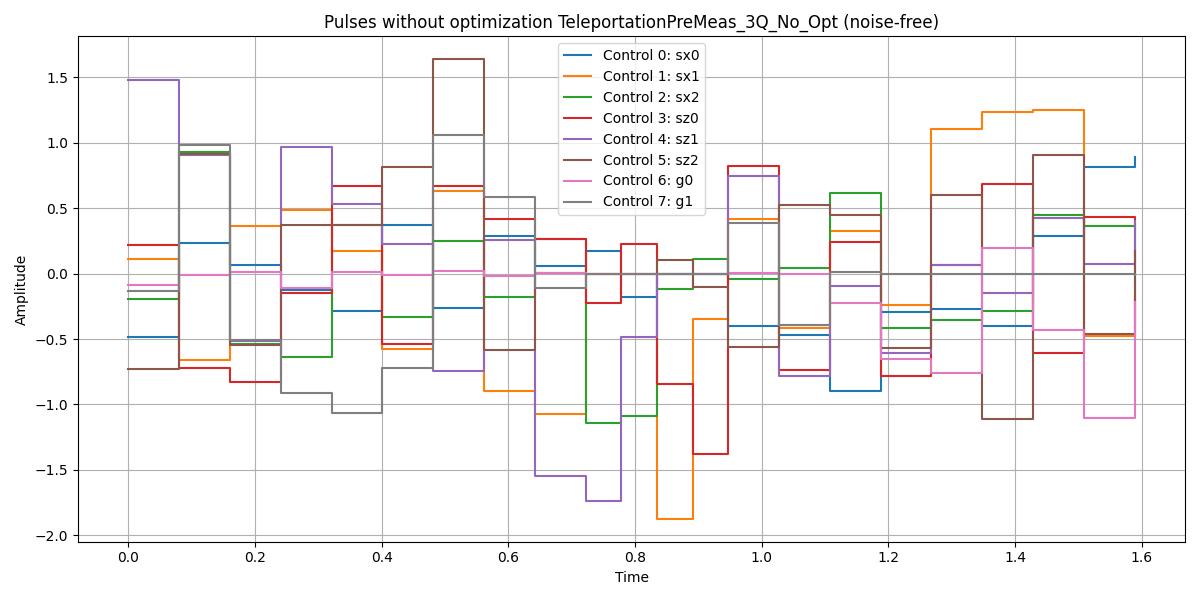 Pulses without optimization TeleportationPreMeas_3Q_No_Opt (noise-free)
Control 0: sx0
Control 1: sx1
Control 2: sx2
Control 3: sz0
Control 4: sz1
Control 5: sz2
Control 6: g0
Control 7: g1
1.5
1.0
0.5
0.0
−0.5
−1.0
−1.5
−2.0
Amplitude
0.0 0.2 0.4 0.6 0.8 1.0 1.2 1.4 1.6
Time